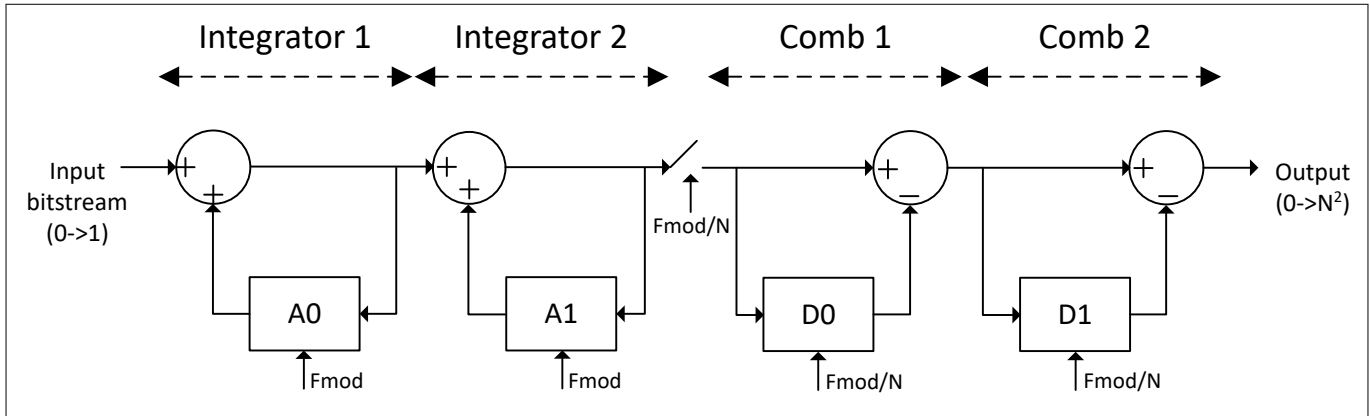 Integrator 1
Integrator 2
Comb 1
Comb 2
Input
bitstream
(0->1)
+
+
+
+
Fmod/N
+
−
+
−
Output
(0->N²)
A0
A1
D0
D1
Fmod
Fmod
Fmod/N
Fmod/N